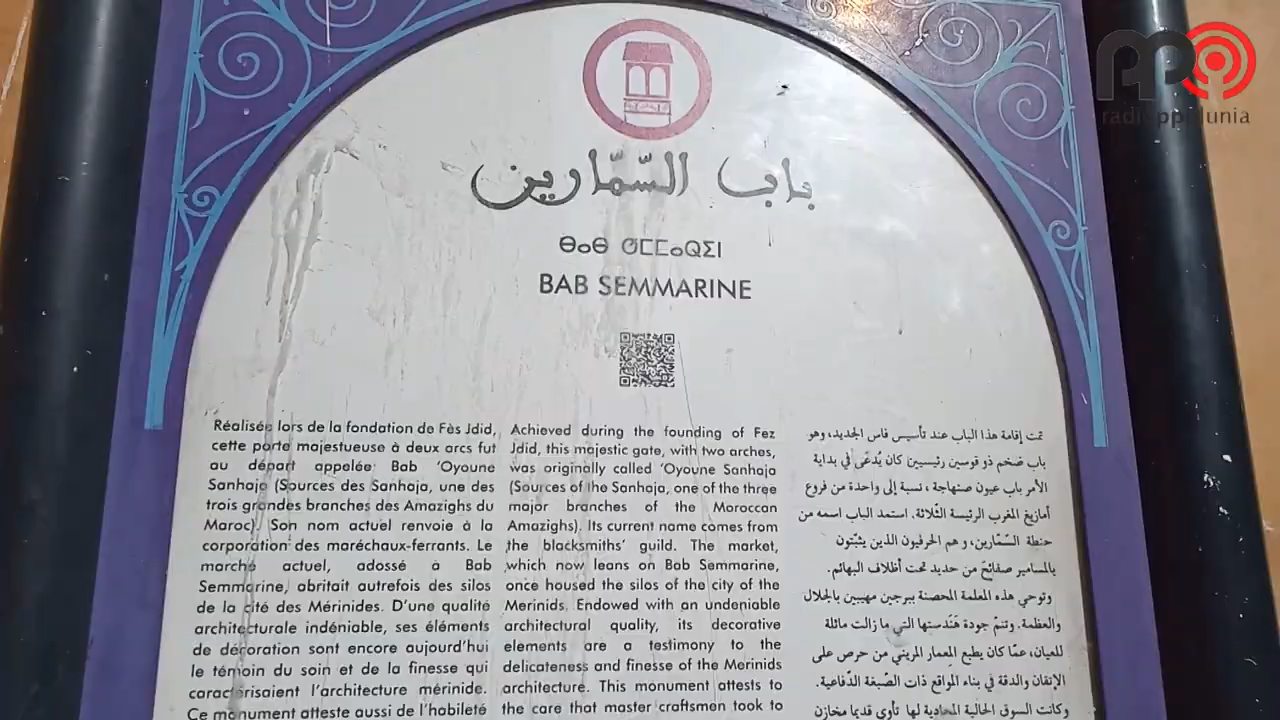 radioppidunia
باب السّمّارين
ⴱⴰⴱ ⵚⵎⵎⴰⵕⵉⵏ
BAB SEMMARINE
Réalisée lors de la fondation de Fès Jdid,
cette porte majestueuse à deux arcs fut
au départ appelée Bab ‘Oyoune
Sanhaja (Sources des Sanhaja, une des
trois grandes branches des Amazighs du
Maroc). Son nom actuel renvoie à la
corporation des maréchaux-ferrants. Le
marché actuel, adossé à Bab
Semmarine, abritait autrefois des silos
de la cité des Mérinides. D’une qualité
architecturale indéniable, ses éléments
de décoration sont encore aujourd’hui
le témoin du soin et de la finesse qui
caractérisaient l’architecture mérinide.
Ce monument atteste aussi de l’habileté
Achieved during the founding of Fez
Jdid, this majestic gate, with two arches,
was originally called ‘Oyoune Sanhaja
(Sources of the Sanhaja, one of the three
major branches of the Moroccan
Amazighs). Its current name comes from
the blacksmiths’ guild. The market,
which now leans on Bab Semmarine,
once housed the silos of the city of the
Merinids. Endowed with an undeniable
architectural quality, its decorative
elements are a testimony to the
delicateness and finesse of the Merinids
architecture. This monument attests to
the care that master craftsmen took to
تمت إقامة هذا الباب عند تأسيس فاس الجديد، وهو
باب ضخم ذو قوسين رئيسيين كان يُدعَى في بداية
الأمر باب عيون صنهاجة، نسبة إلى واحدة من فروع
أمازيغ المغرب الرئيسة الثّلاثة. استمد الباب اسمه من
حنطة السّمّارين، وهم الحرفيون الذين يثبّتون
بالمسامير صفائحَ من حديد تحت أظلاف البهائم.
وتوحي هذه المعلمة المحصنة ببرجين مهيبين بالجلال
والعظمة. وتنمّ جودة هَنْدستها التي ما زالت ماثلة
للعيان، عمّا كان يطبع المِعمار المريني من حرص على
الإتقان والدقة في بناء المواقع ذات الصّبغة الدّفاعية.
وكانت السوق الحالية المحادية لها تأوي قديما مخازن